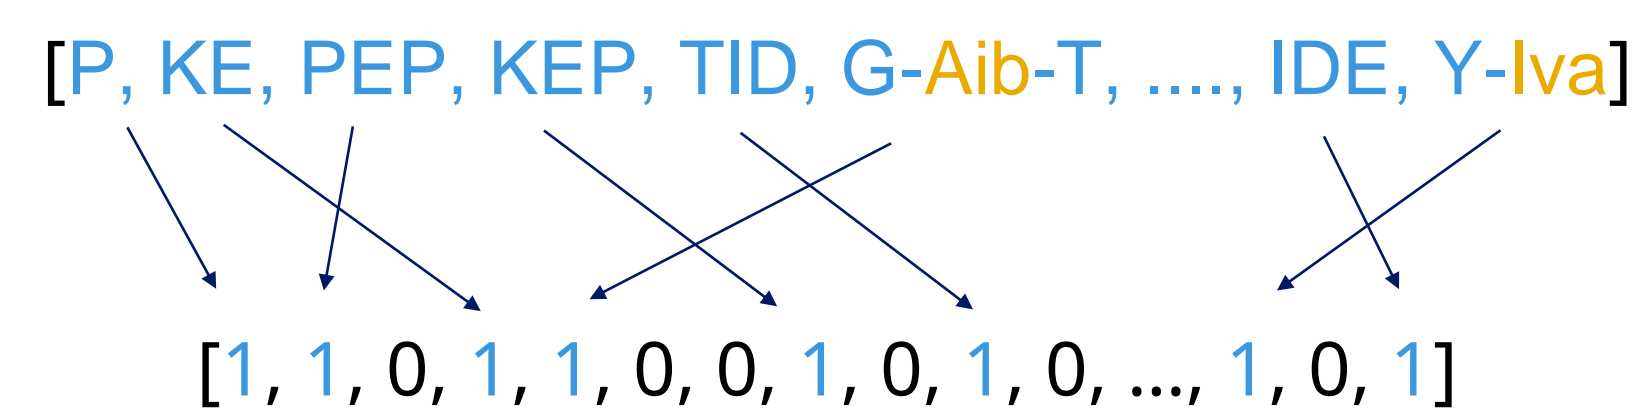 [P, KE, PEP, KEP, TID, G-Aib-T, ...., IDE, Y-Iva]
[1, 1, 0, 1, 1, 0, 0, 1, 0, 1, 0, ..., 1, 0, 1]